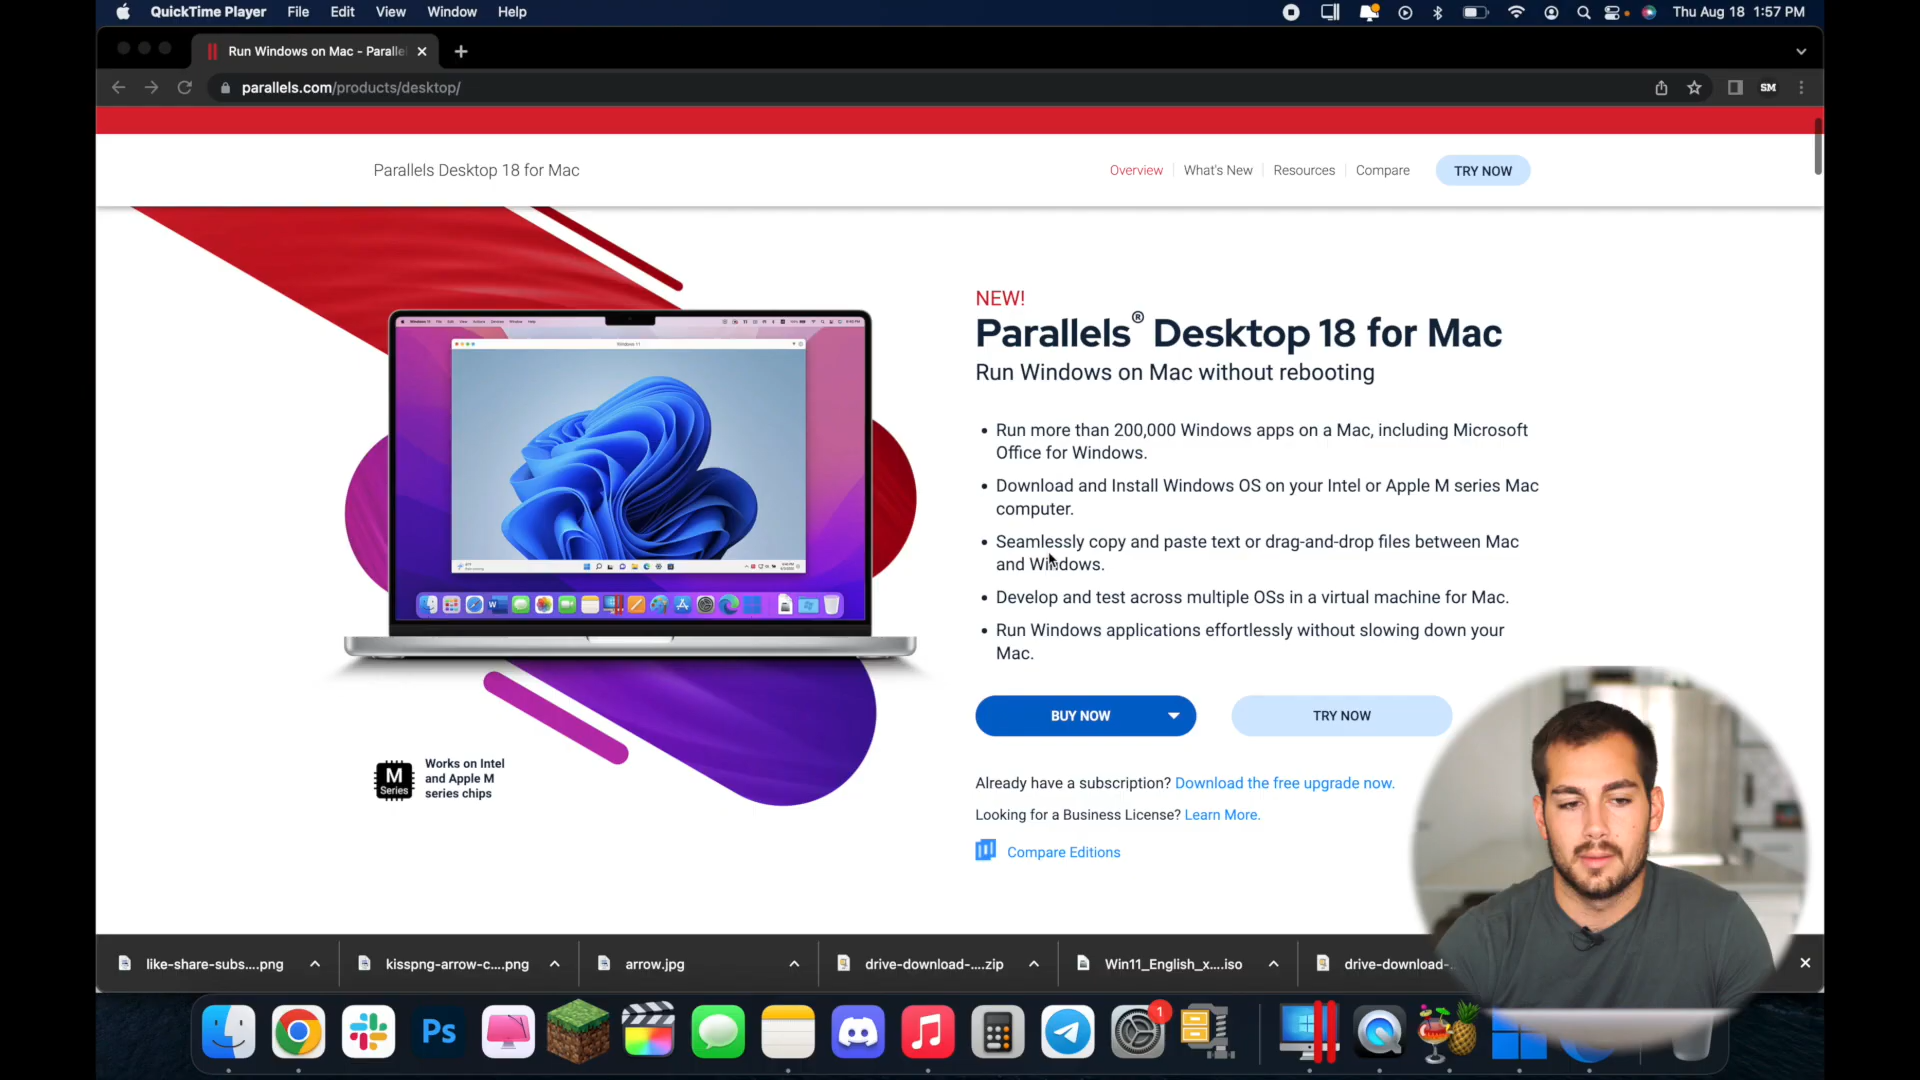 QuickTime Player File Edit View Window Help
Thu Aug 18 1:57 PM
Run Windows on Mac - Paralle
parallels.com/products/desktop/
SM
Parallels Desktop 18 for Mac
Overview What's New Resources Compare TRY NOW
NEW!
Parallels® Desktop 18 for Mac
Run Windows on Mac without rebooting
• Run more than 200,000 Windows apps on a Mac, including Microsoft
Office for Windows.
• Download and Install Windows OS on your Intel or Apple M series Mac
computer.
• Seamlessly copy and paste text or drag-and-drop files between Mac
and Windows.
• Develop and test across multiple OSs in a virtual machine for Mac.
• Run Windows applications effortlessly without slowing down your
Mac.
BUY NOW TRY NOW
M
Series
Works on Intel
and Apple M
series chips
Already have a subscription? Download the free upgrade now.
Looking for a Business License? Learn More.
Compare Editions
like-share-subs....png
kisspng-arrow-c....png
arrow.jpg
drive-download-....zip
Win11_English_x....iso
drive-download-
Ps
1